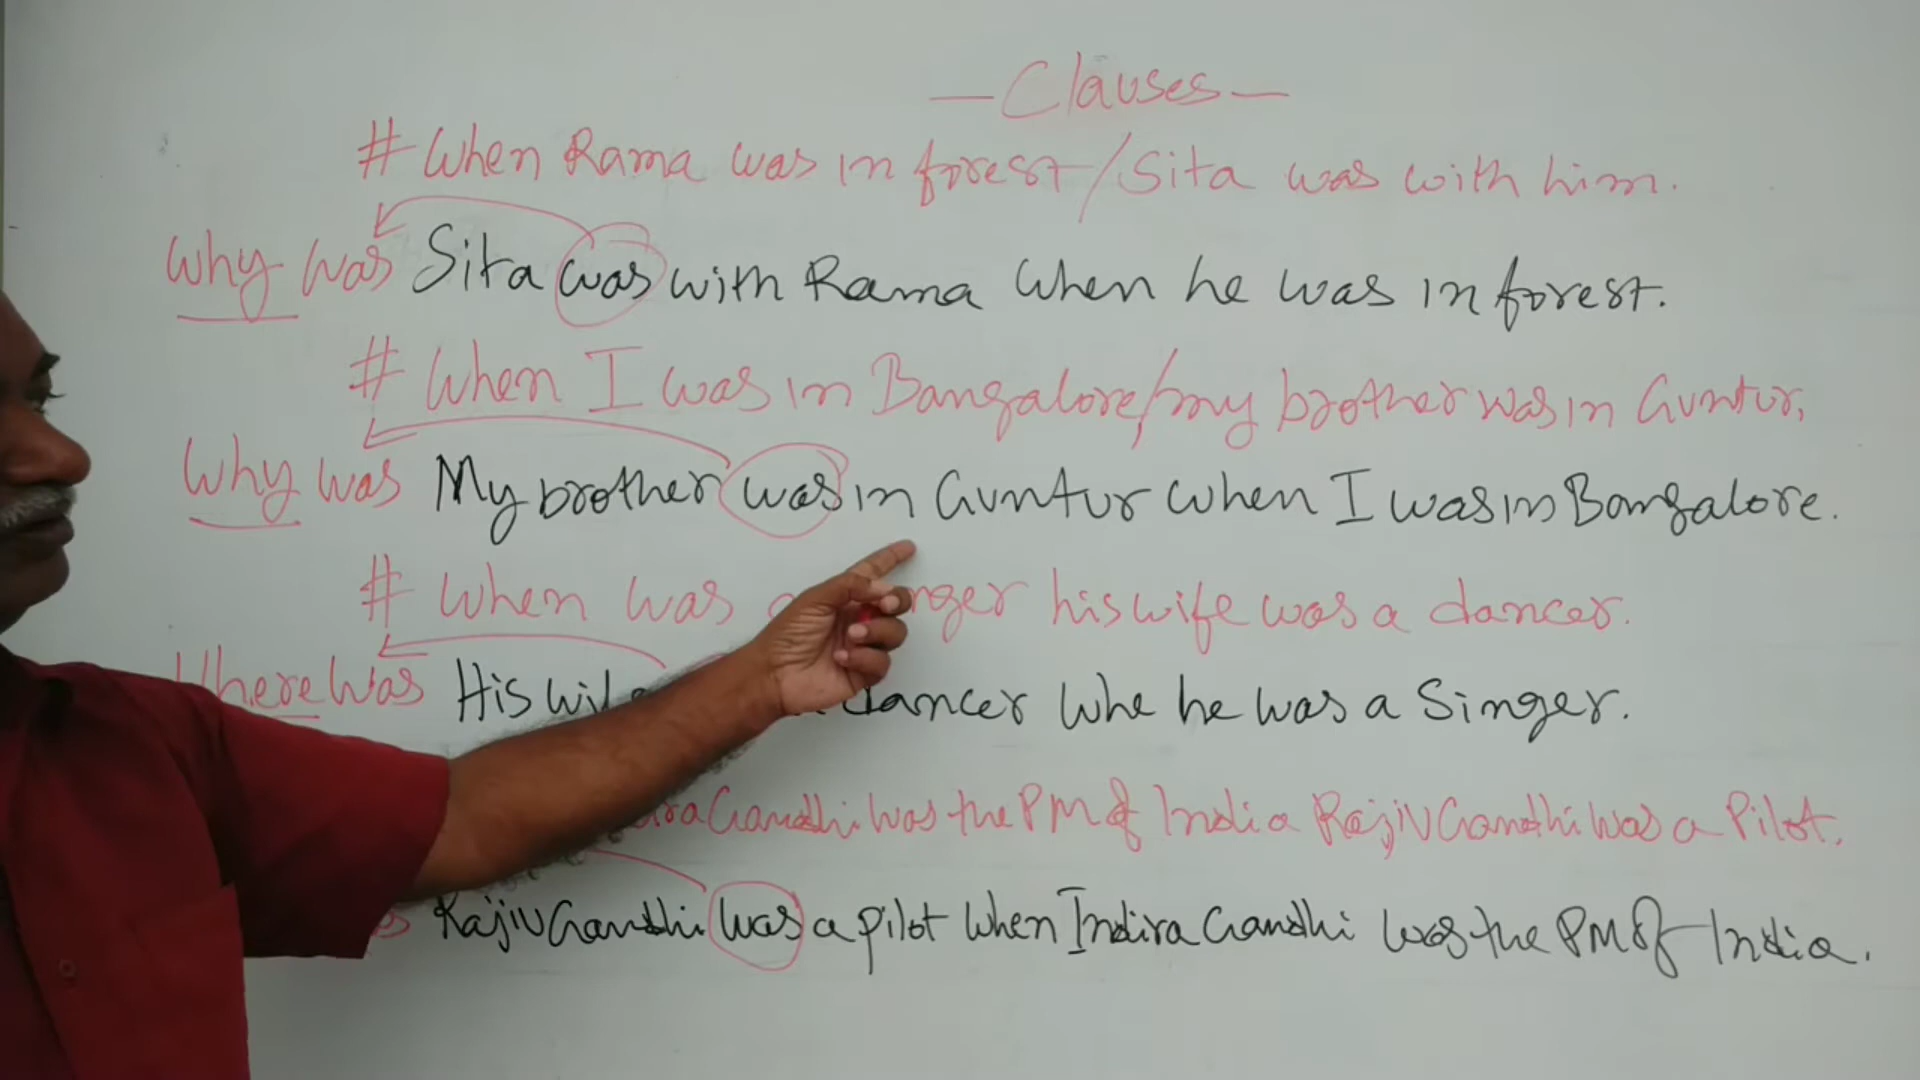 — Clauses —
# When Rama was in forest/Sita was with him.
Why was Sita was with Rama when he was in forest.
# When I was in Bangalore,/my brother was in Guntur,
Why was My brother was in Guntur when I was in Bangalore.
# When was a his wife was a dancer.
Where was His dancer Whe he was a Singer.
Gandhi was the PM of India Rajiv Gandhi was a Pilot.
Rajiv Gandhi was a pilot when Indira Gandhi was the PM of India.